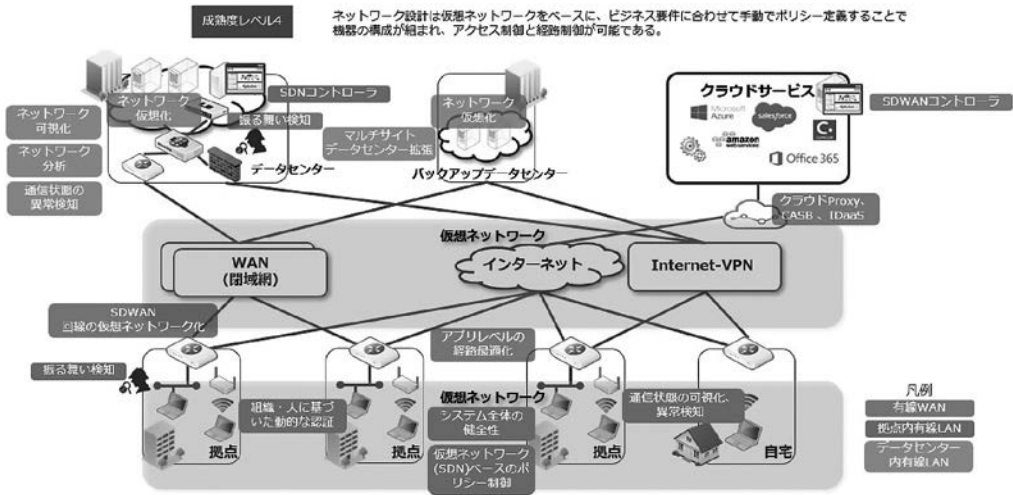 成熟度レベル4
ネットワーク設計は仮想ネットワークをベースに、ビジネス要件に合わせて手動でポリシー定義することで
機器の構成が組まれ、アクセス制御と経路制御が可能である。
SDNコントローラ
ネットワーク
仮想化
振る舞い検知
ネットワーク
可視化
ネットワーク
分析
通信状態の
異常検知
データセンター
ネットワーク
仮想化
マルチサイト
データセンター拡張
バックアップデータセンター
クラウドサービス
Microsoft
Azure
salesforce
amazon
web services
Office 365
SDWANコントローラ
クラウドProxy、
CASB 、IDaaS
仮想ネットワーク
WAN
(閉域網)
インターネット
Internet-VPN
SDWAN
回線の仮想ネットワーク化
アプリレベルの
経路最適化
振る舞い検知
仮想ネットワーク
組織・人に基づ
いた動的な認証
システム全体の
健全性
仮想ネットワーク
(SDN)ベースのポ
リシー制御
通信状態の可視化、
異常検知
拠点
拠点
拠点
自宅
凡例
有線WAN
拠点内有線LAN
データセンター
内有線LAN